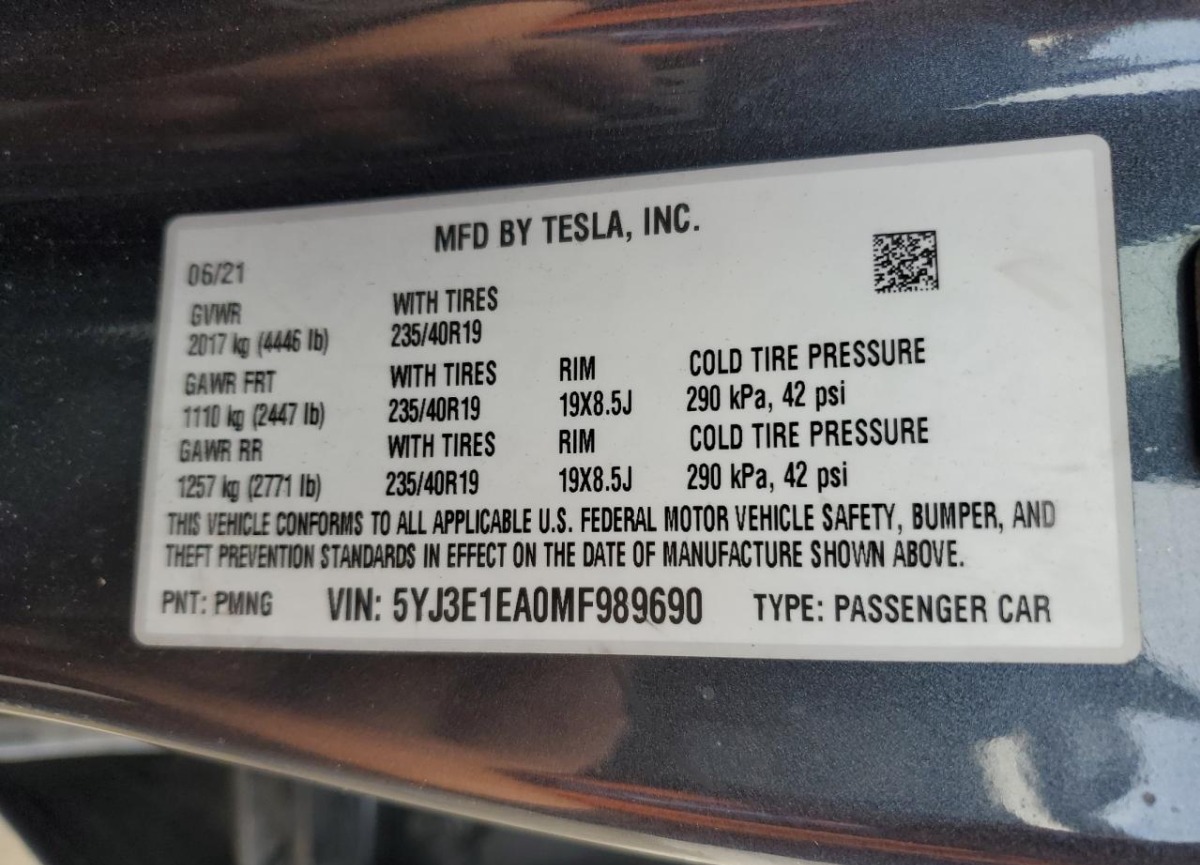 MFD BY TESLA, INC.
06/21
GVWR WITH TIRES
2017 kg (4446 lb) 235/40R19
GAWR FRT WITH TIRES RIM COLD TIRE PRESSURE
1110 kg (2447 lb) 235/40R19 19X8.5J 290 kPa, 42 psi
GAWR RR WITH TIRES RIM COLD TIRE PRESSURE
1257 kg (2771 lb) 235/40R19 19X8.5J 290 kPa, 42 psi
THIS VEHICLE CONFORMS TO ALL APPLICABLE U.S. FEDERAL MOTOR VEHICLE SAFETY, BUMPER, AND
THEFT PREVENTION STANDARDS IN EFFECT ON THE DATE OF MANUFACTURE SHOWN ABOVE.
PNT: PMNG VIN: 5YJ3E1EA0MF989690 TYPE: PASSENGER CAR